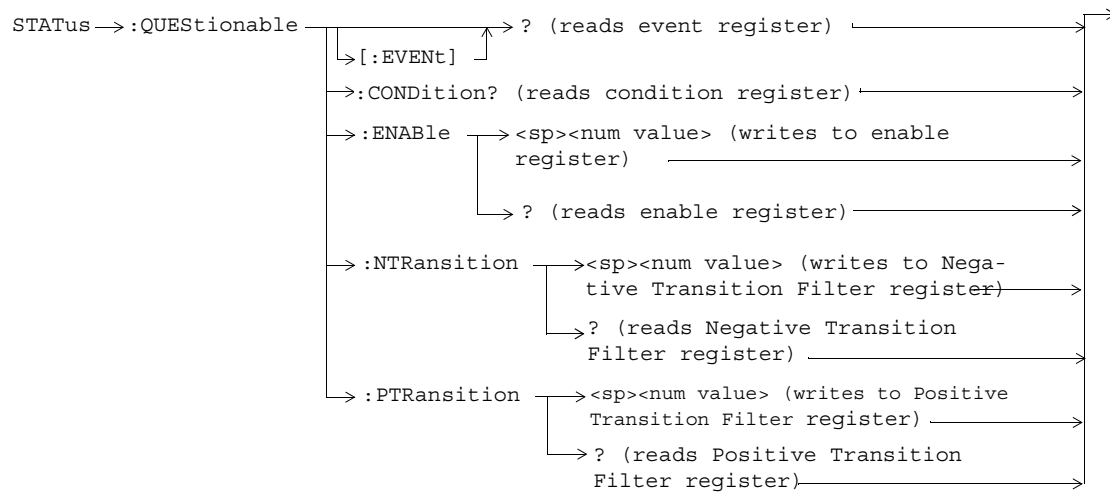 STATus :QUEStionable ? (reads event register)
[:EVENt]
:CONDition? (reads condition register)
:ENABle <sp><num value> (writes to enable
register)
? (reads enable register)
:NTRansition <sp><num value> (writes to Nega-
tive Transition Filter register)
? (reads Negative Transition
Filter register)
:PTRansition <sp><num value> (writes to Positive
Transition Filter register)
? (reads Positive Transition
Filter register)